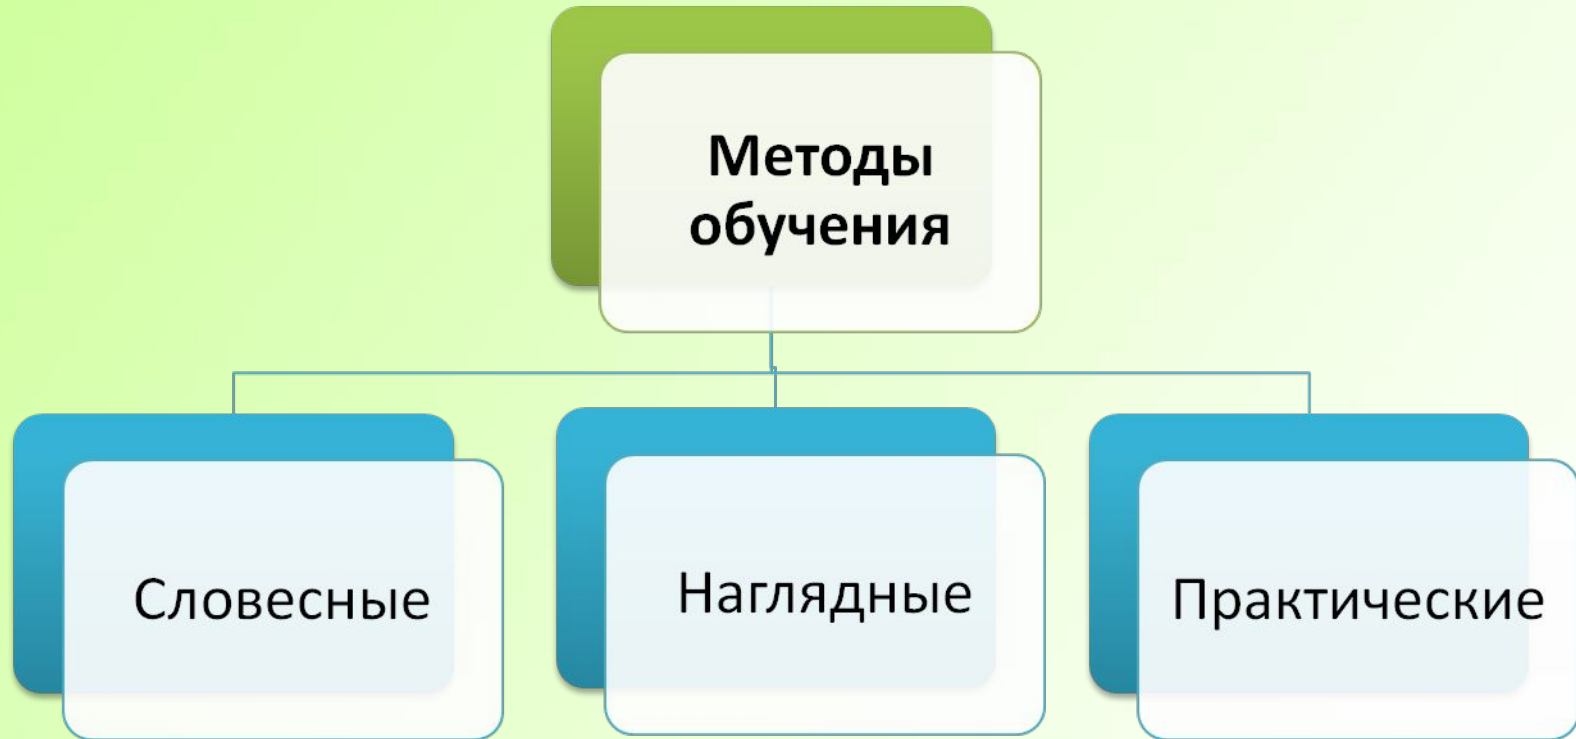 Методы
обучения
Словесные
Наглядные
Практические